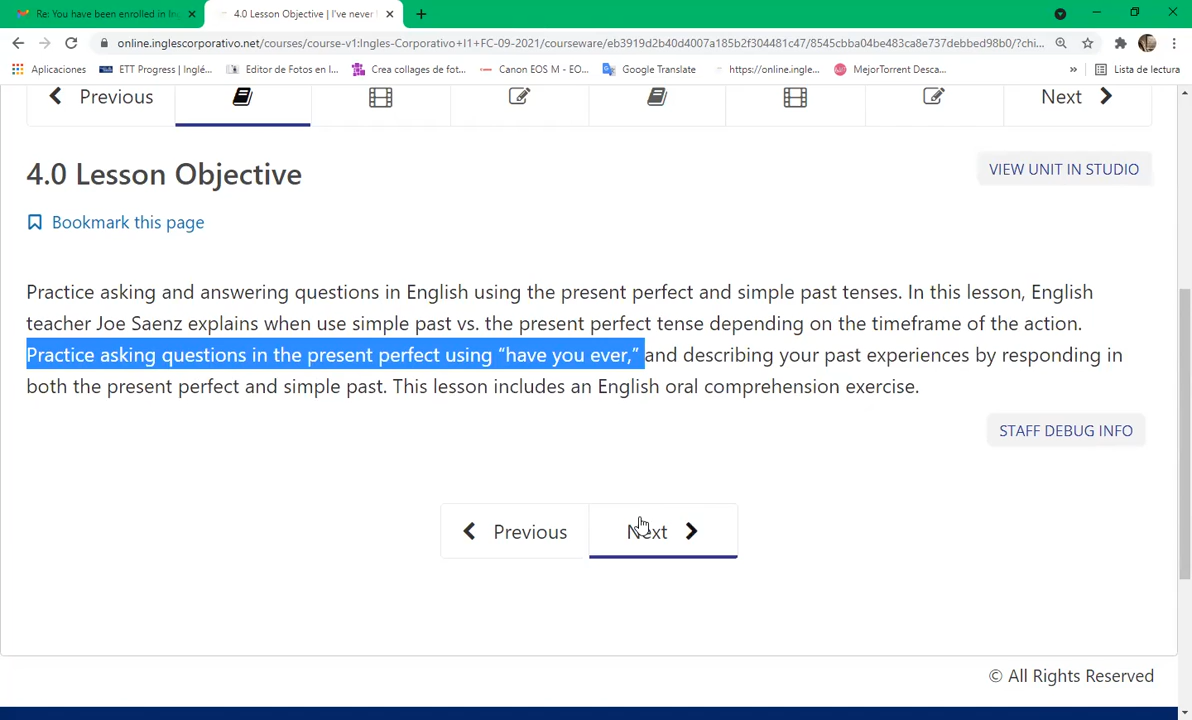 Re: You have been enrolled in In
4.0 Lesson Objective | I've never
online.inglescorporativo.net/courses/course-v1:Ingles-Corporativo+I1+FC-09-2021/courseware/eb3919d2b40d4007a185b2f304481c47/8545cbba04be483ca8e737debbed98b0/?chi...
Aplicaciones
ETT Progress | Inglé...
Editor de Fotos en l...
Crea collages de fot...
Canon EOS M - EO...
Google Translate
https://online.ingle...
MejorTorrent Desca...
»
Lista de lectura
Previous
Next
4.0 Lesson Objective
VIEW UNIT IN STUDIO
Bookmark this page
Practice asking and answering questions in English using the present perfect and simple past tenses. In this lesson, English
teacher Joe Saenz explains when use simple past vs. the present perfect tense depending on the timeframe of the action.
Practice asking questions in the present perfect using “have you ever,” and describing your past experiences by responding in
both the present perfect and simple past. This lesson includes an English oral comprehension exercise.
STAFF DEBUG INFO
Previous
Next
© All Rights Reserved